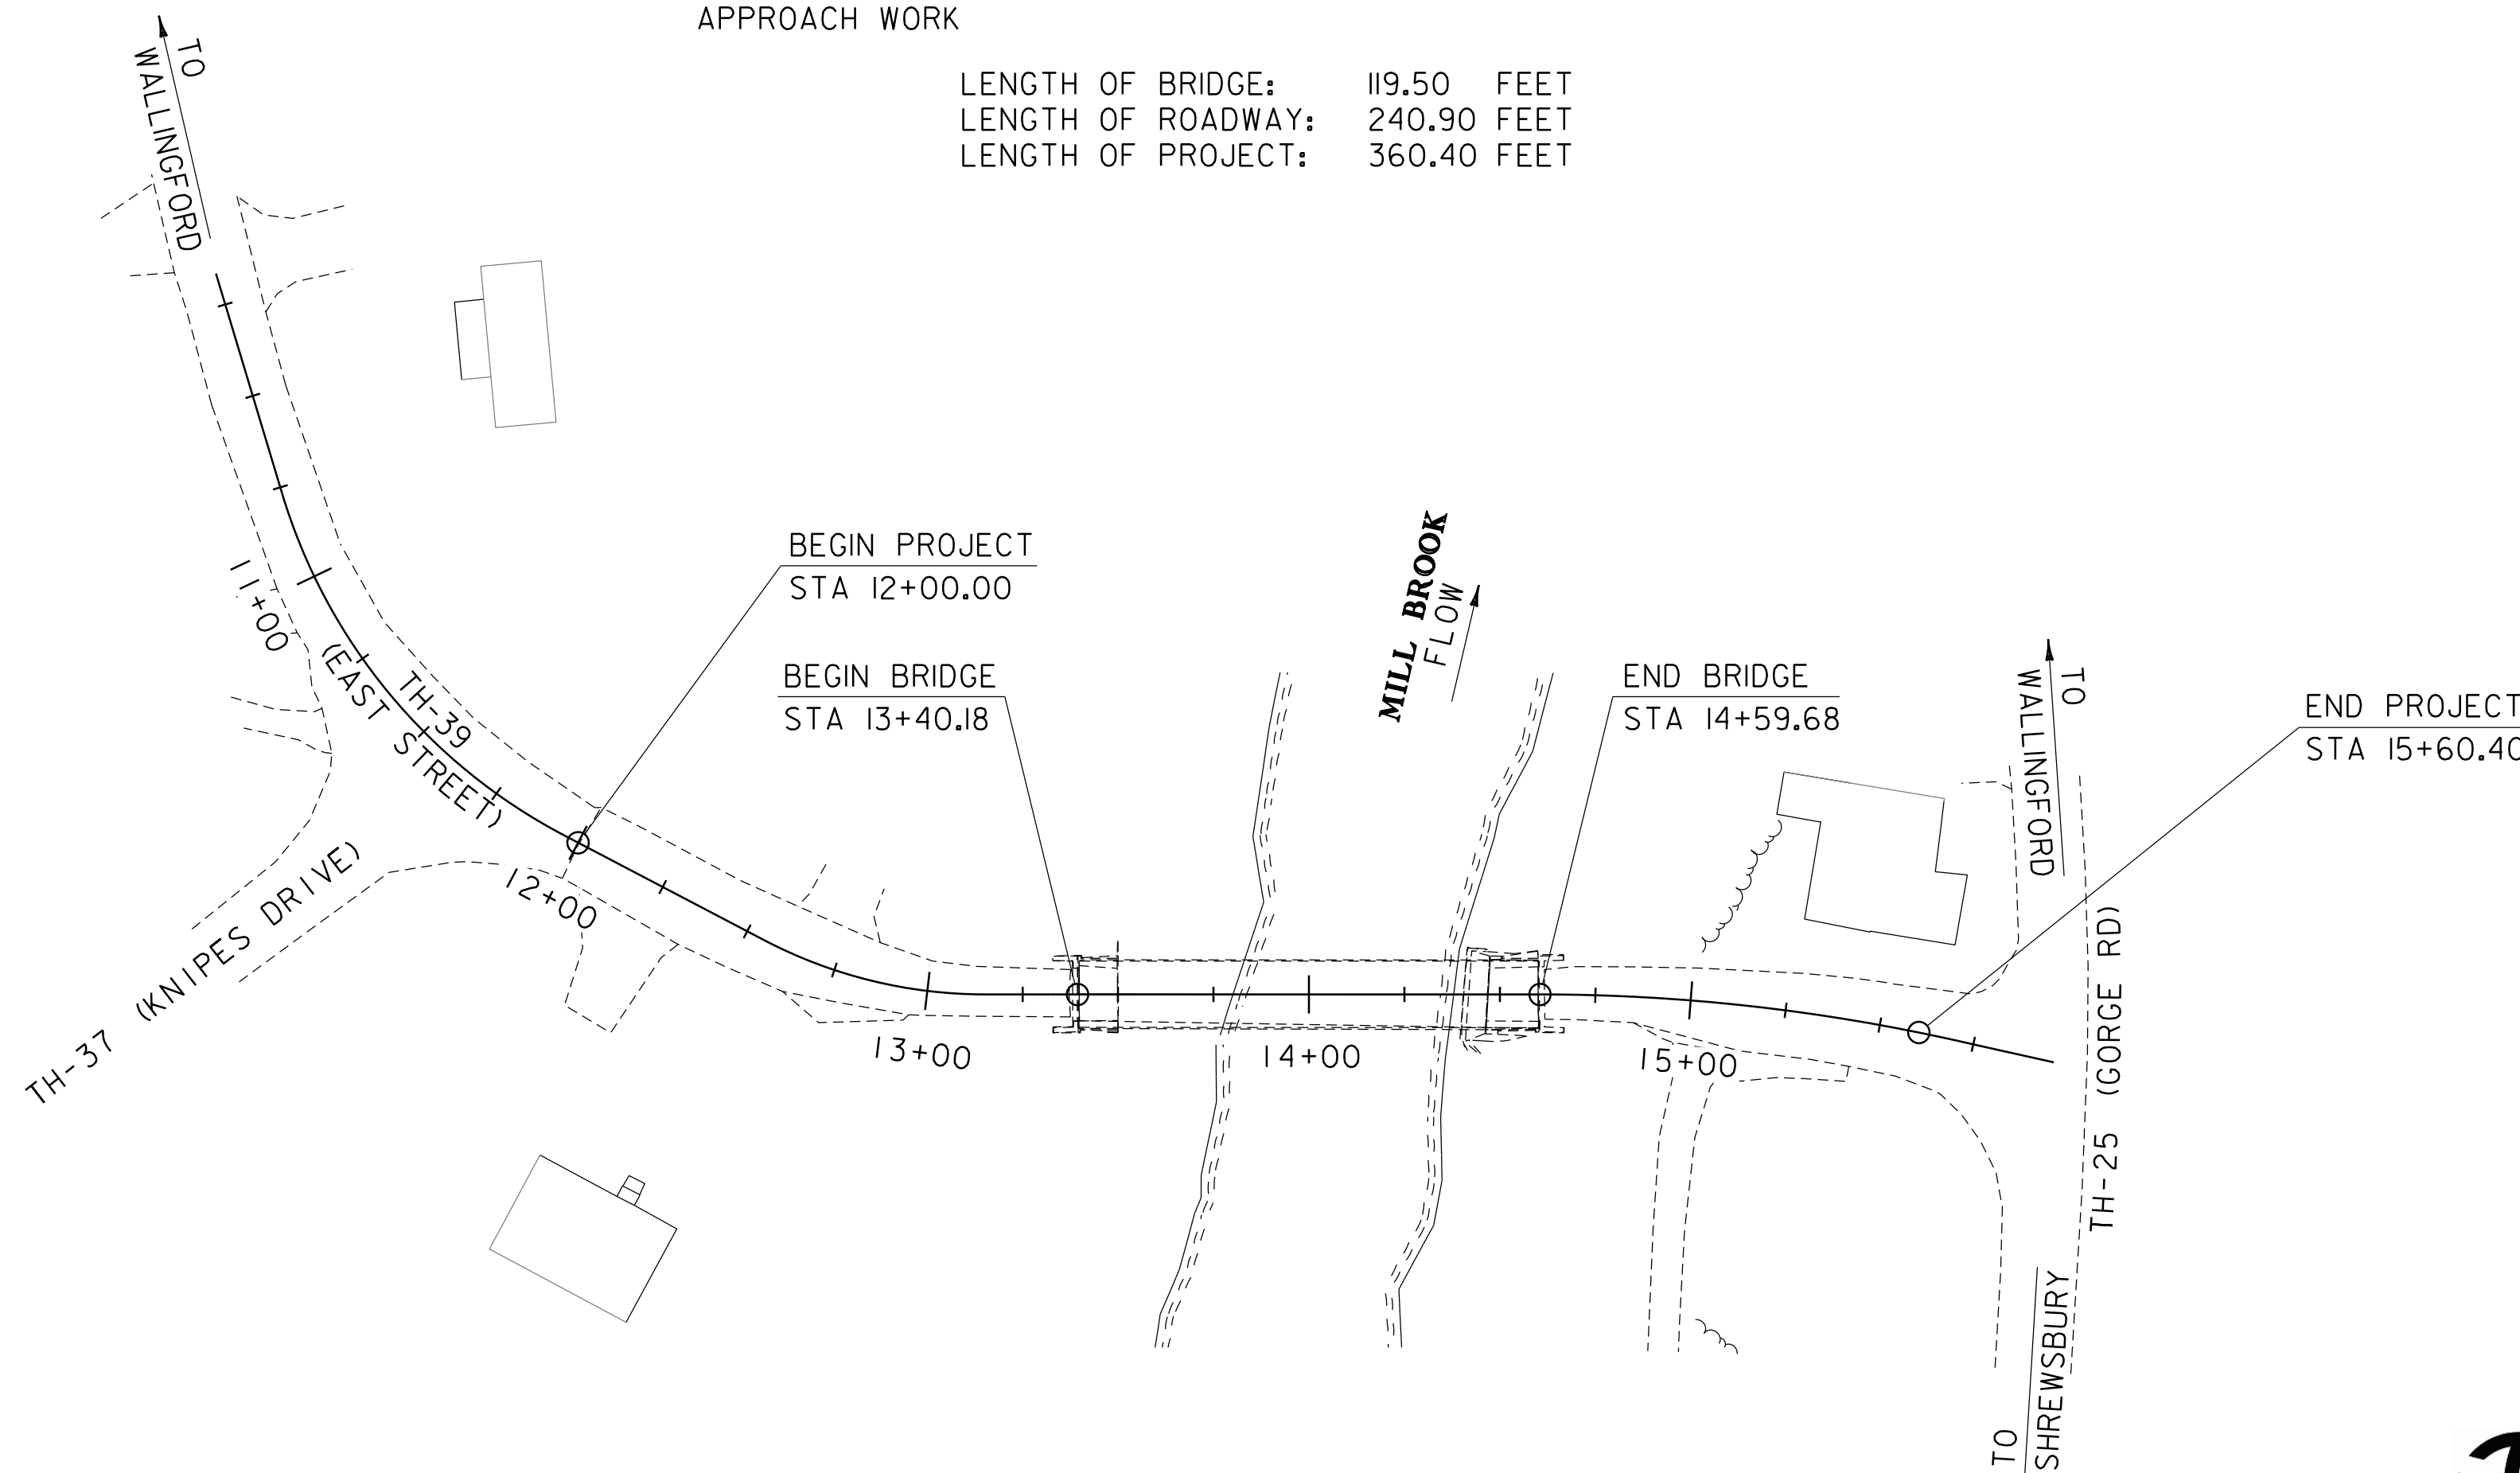 APPROACH WORK
LENGTH OF BRIDGE: 119.50 FEET
LENGTH OF ROADWAY: 240.90 FEET
LENGTH OF PROJECT: 360.40 FEET
TO
WALLINGFORD
BEGIN PROJECT
STA 12+00.00
BEGIN BRIDGE
STA 13+40.18
MILL BROOK
FLOW
END BRIDGE
STA 14+59.68
TO
WALLINGFORD
END PROJECT
STA 15+60.40
11+00
TH-39
(EAST STREET)
12+00
TH-37 (KNIPES DRIVE)
13+00
14+00
15+00
TH-25 (GORGE RD)
TO
SHREWSBURY